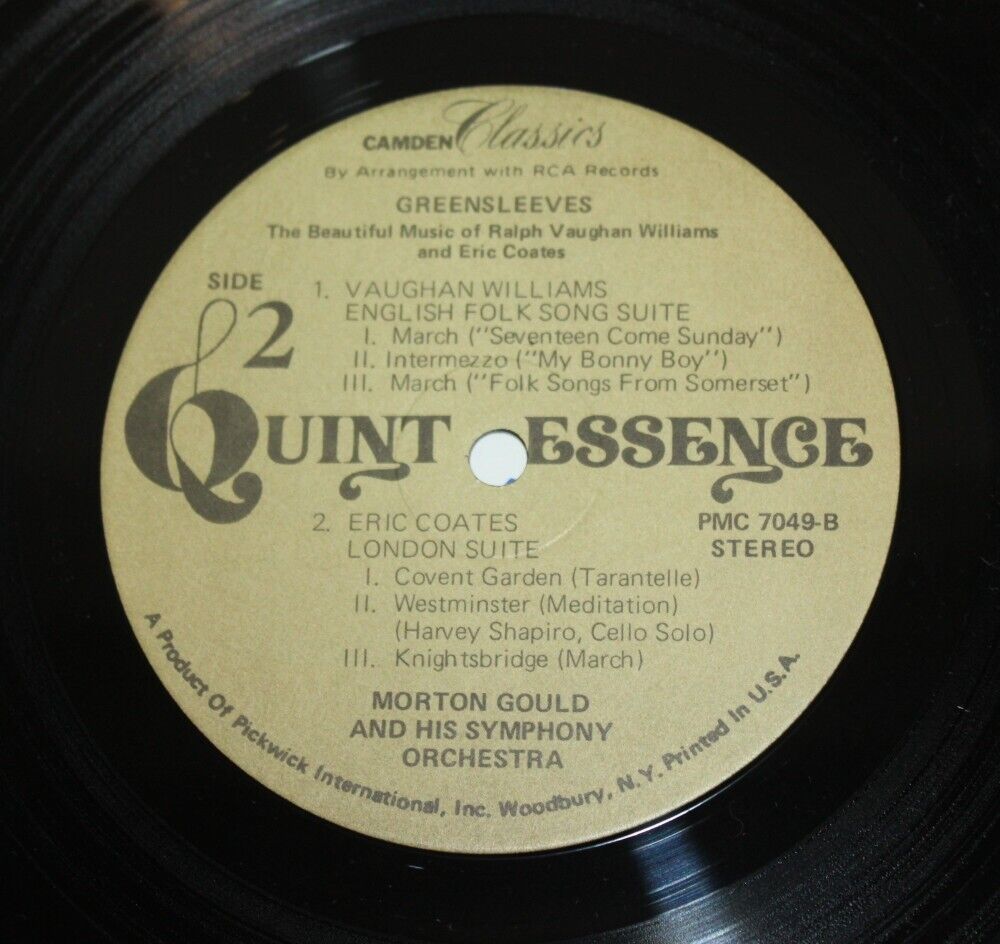 CAMDEN Classics
By Arrangement with RCA Records
GREENSLEEVES
The Beautiful Music of Ralph Vaughan Williams
and Eric Coates
SIDE
2
1. VAUGHAN WILLIAMS
ENGLISH FOLK SONG SUITE
I. March ("Seventeen Come Sunday")
II. Intermezzo ("My Bonny Boy")
III. March ("Folk Songs From Somerset")
QUINT ESSENCE
2. ERIC COATES
LONDON SUITE
PMC 7049-B
STEREO
I. Covent Garden (Tarantelle)
II. Westminster (Meditation)
(Harvey Shapiro, Cello Solo)
III. Knightsbridge (March)
MORTON GOULD
AND HIS SYMPHONY
ORCHESTRA
A Product Of Pickwick International, Inc. Woodbury, N.Y. Printed In U.S.A.